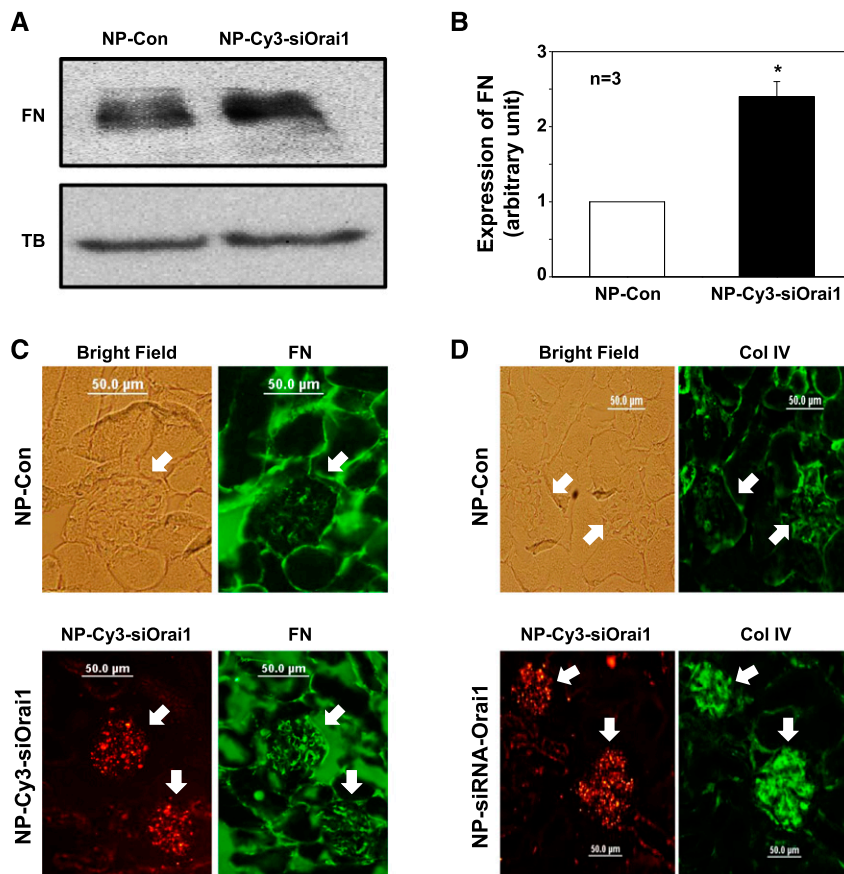 A
NP-Con NP-Cy3-siOrai1
FN
TB
B
Expression of FN
(arbitrary unit)
3
2
1
0
n=3
*
NP-Con NP-Cy3-siOrai1
C
Bright Field FN
NP-Con
50.0 µm 50.0 µm
NP-Cy3-siOrai1 FN
NP-Cy3-siOrai1
50.0 µm 50.0 µm
D
Bright Field Col IV
NP-Con
50.0 µm 50.0 µm
NP-Cy3-siOrai1 Col IV
NP-siRNA-Orai1
50.0 µm 50.0 µm